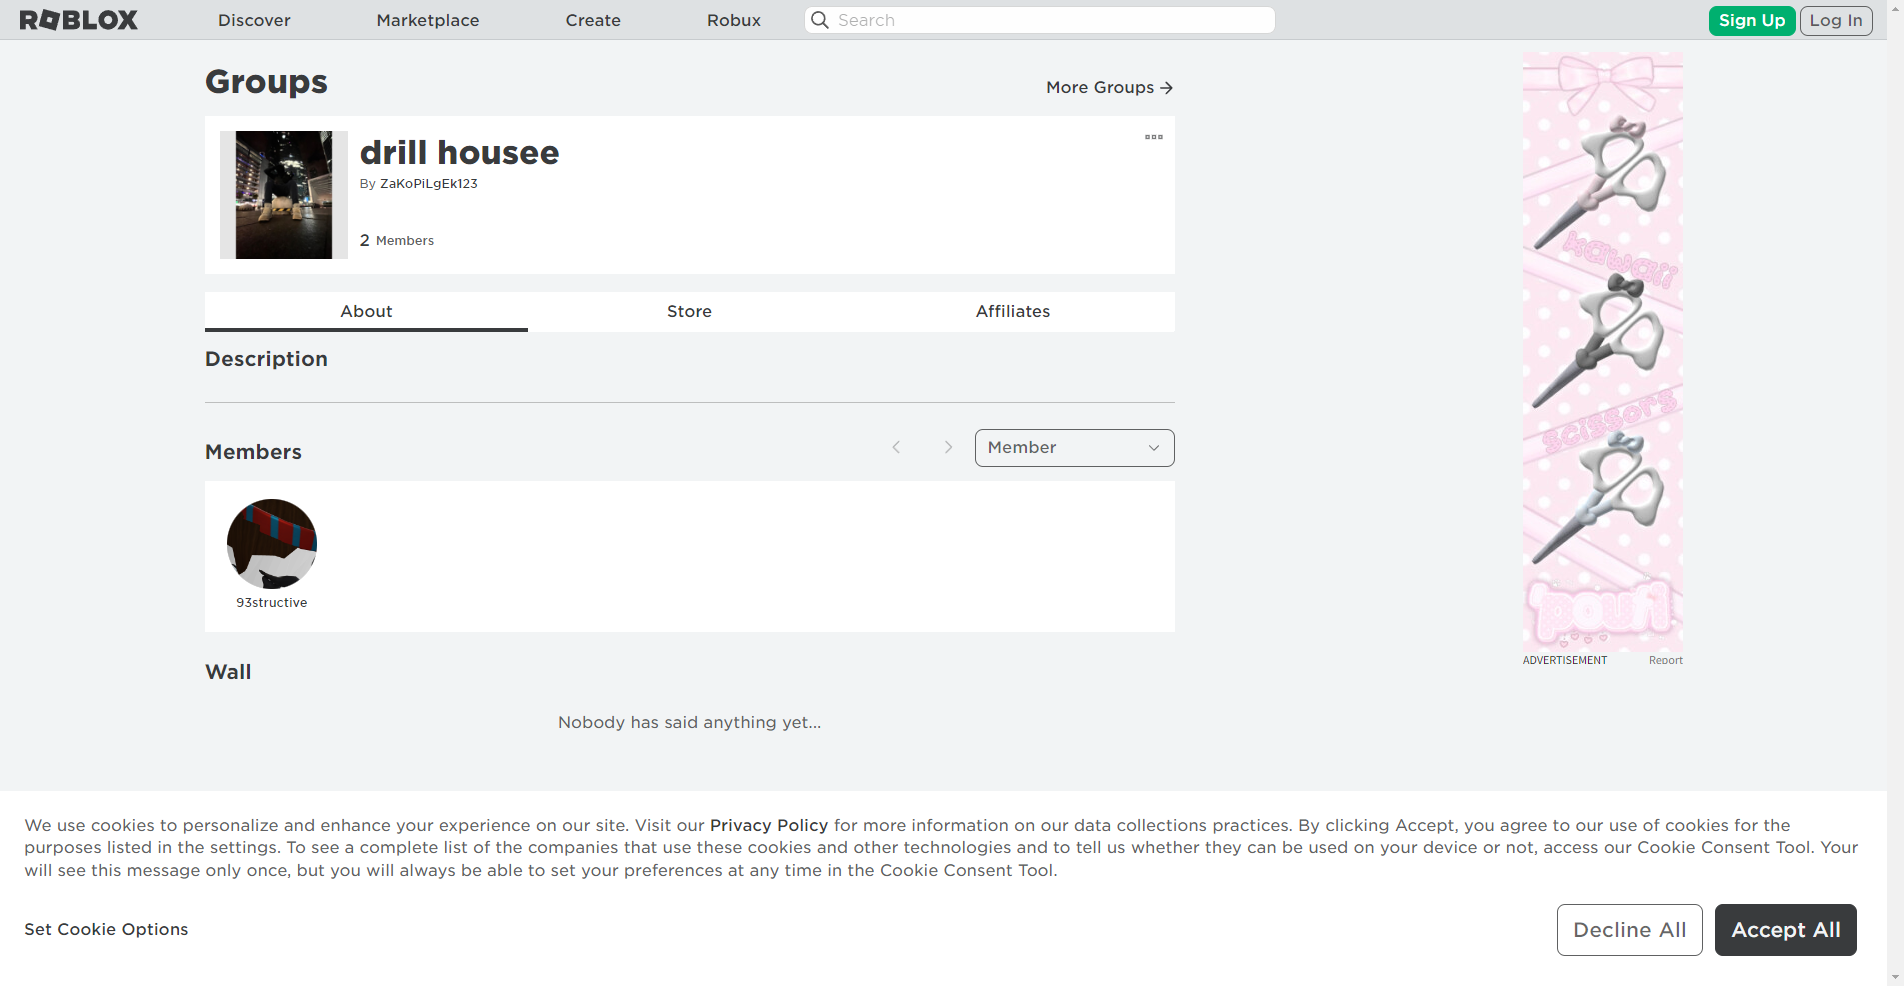 ROBLOX
Discover
Marketplace
Create
Robux
Search
Sign Up
Log In
Groups
More Groups
drill housee
By ZaKoPiLgEk123
2 Members
About
Store
Affiliates
Description
Members
Member
93structive
Wall
Nobody has said anything yet...
kawaii
scissors
'poufi
ADVERTISEMENT
Report
We use cookies to personalize and enhance your experience on our site. Visit our Privacy Policy for more information on our data collections practices. By clicking Accept, you agree to our use of cookies for the
purposes listed in the settings. To see a complete list of the companies that use these cookies and other technologies and to tell us whether they can be used on your device or not, access our Cookie Consent Tool. Your
will see this message only once, but you will always be able to set your preferences at any time in the Cookie Consent Tool.
Set Cookie Options
Decline All
Accept All